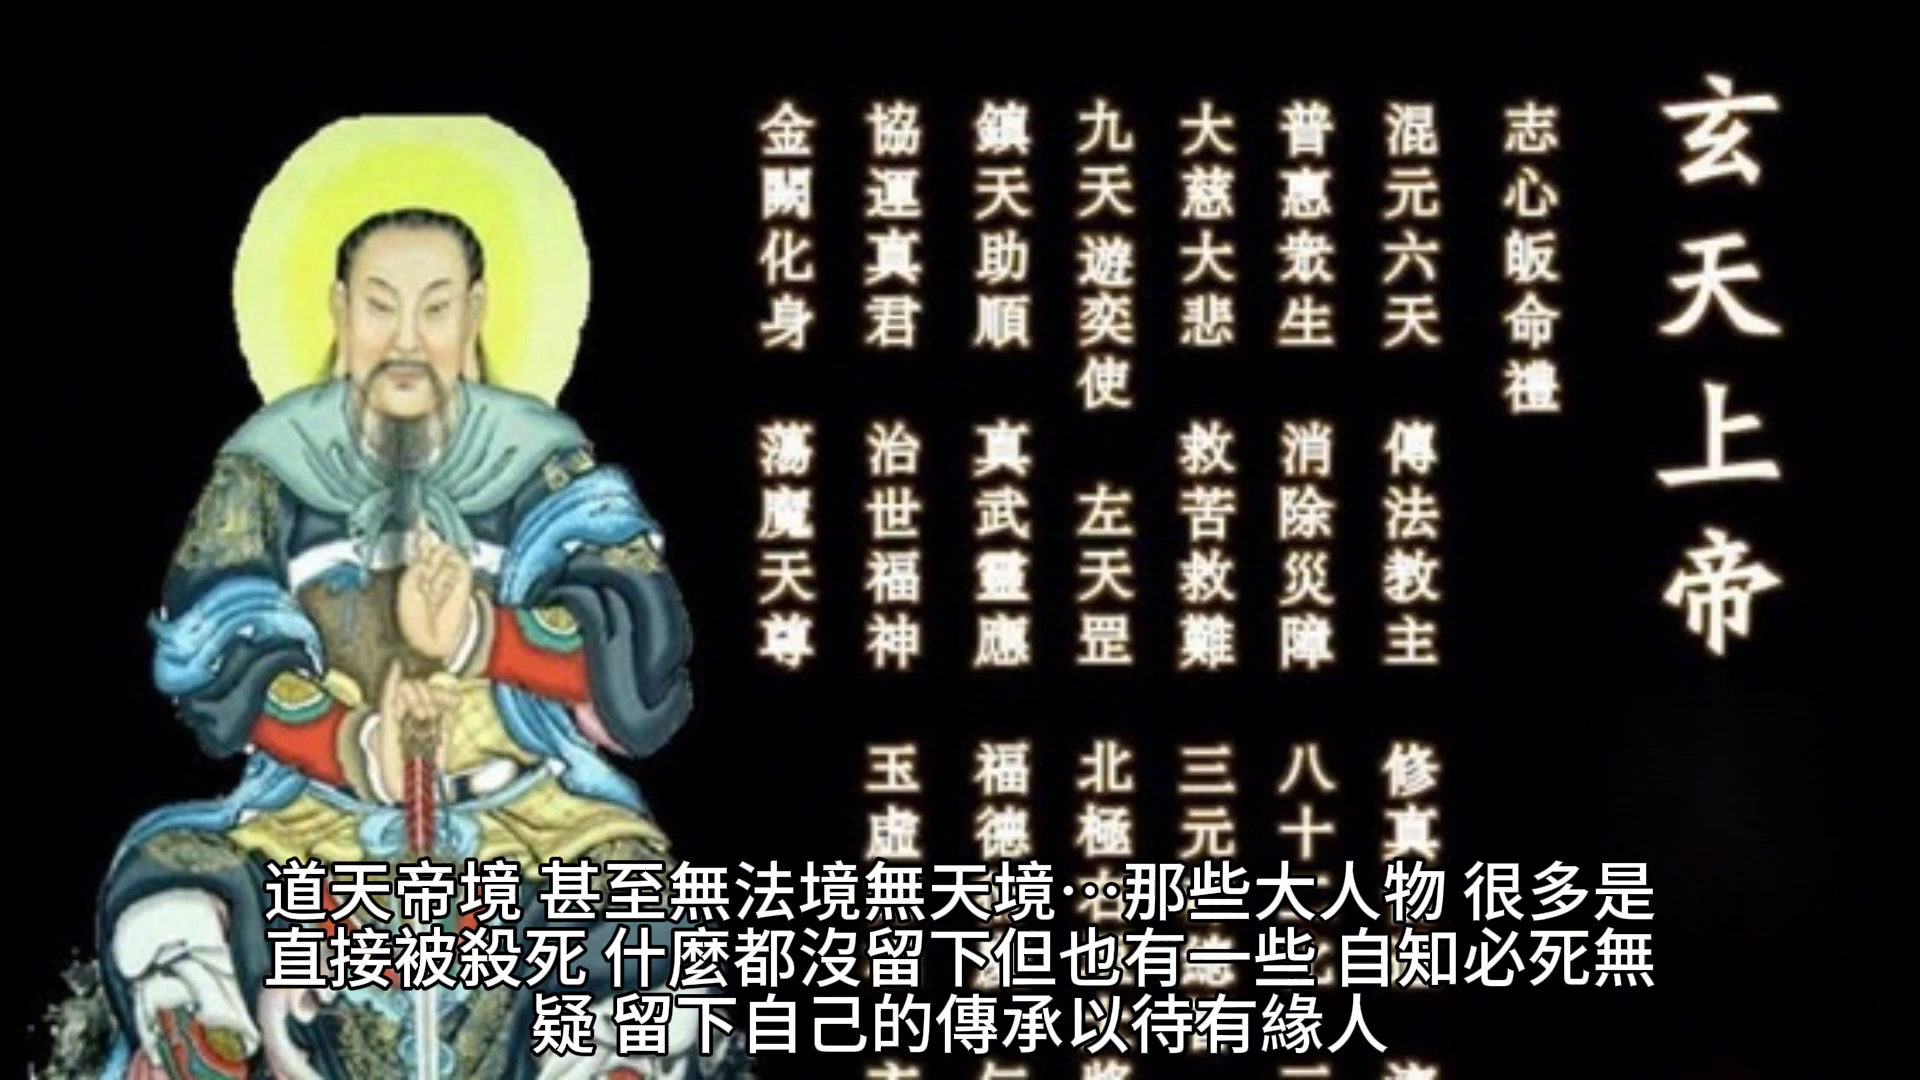 玄天上帝
志心皈命禮
混元六天 傳法教主 修真
普惠眾生 消除災障 八十
大慈大悲 救苦救難 三元
九天遊奕使 左天罡 北極
鎮天助順 真武靈應 福德
協運真君 治世福神 玉虛
金闕化身 蕩魔天尊
道天帝境 甚至無法境無天境…那些大人物 很多是
直接被殺死 什麼都沒留下但也有一些 自知必死無
疑 留下自己的傳承以待有緣人